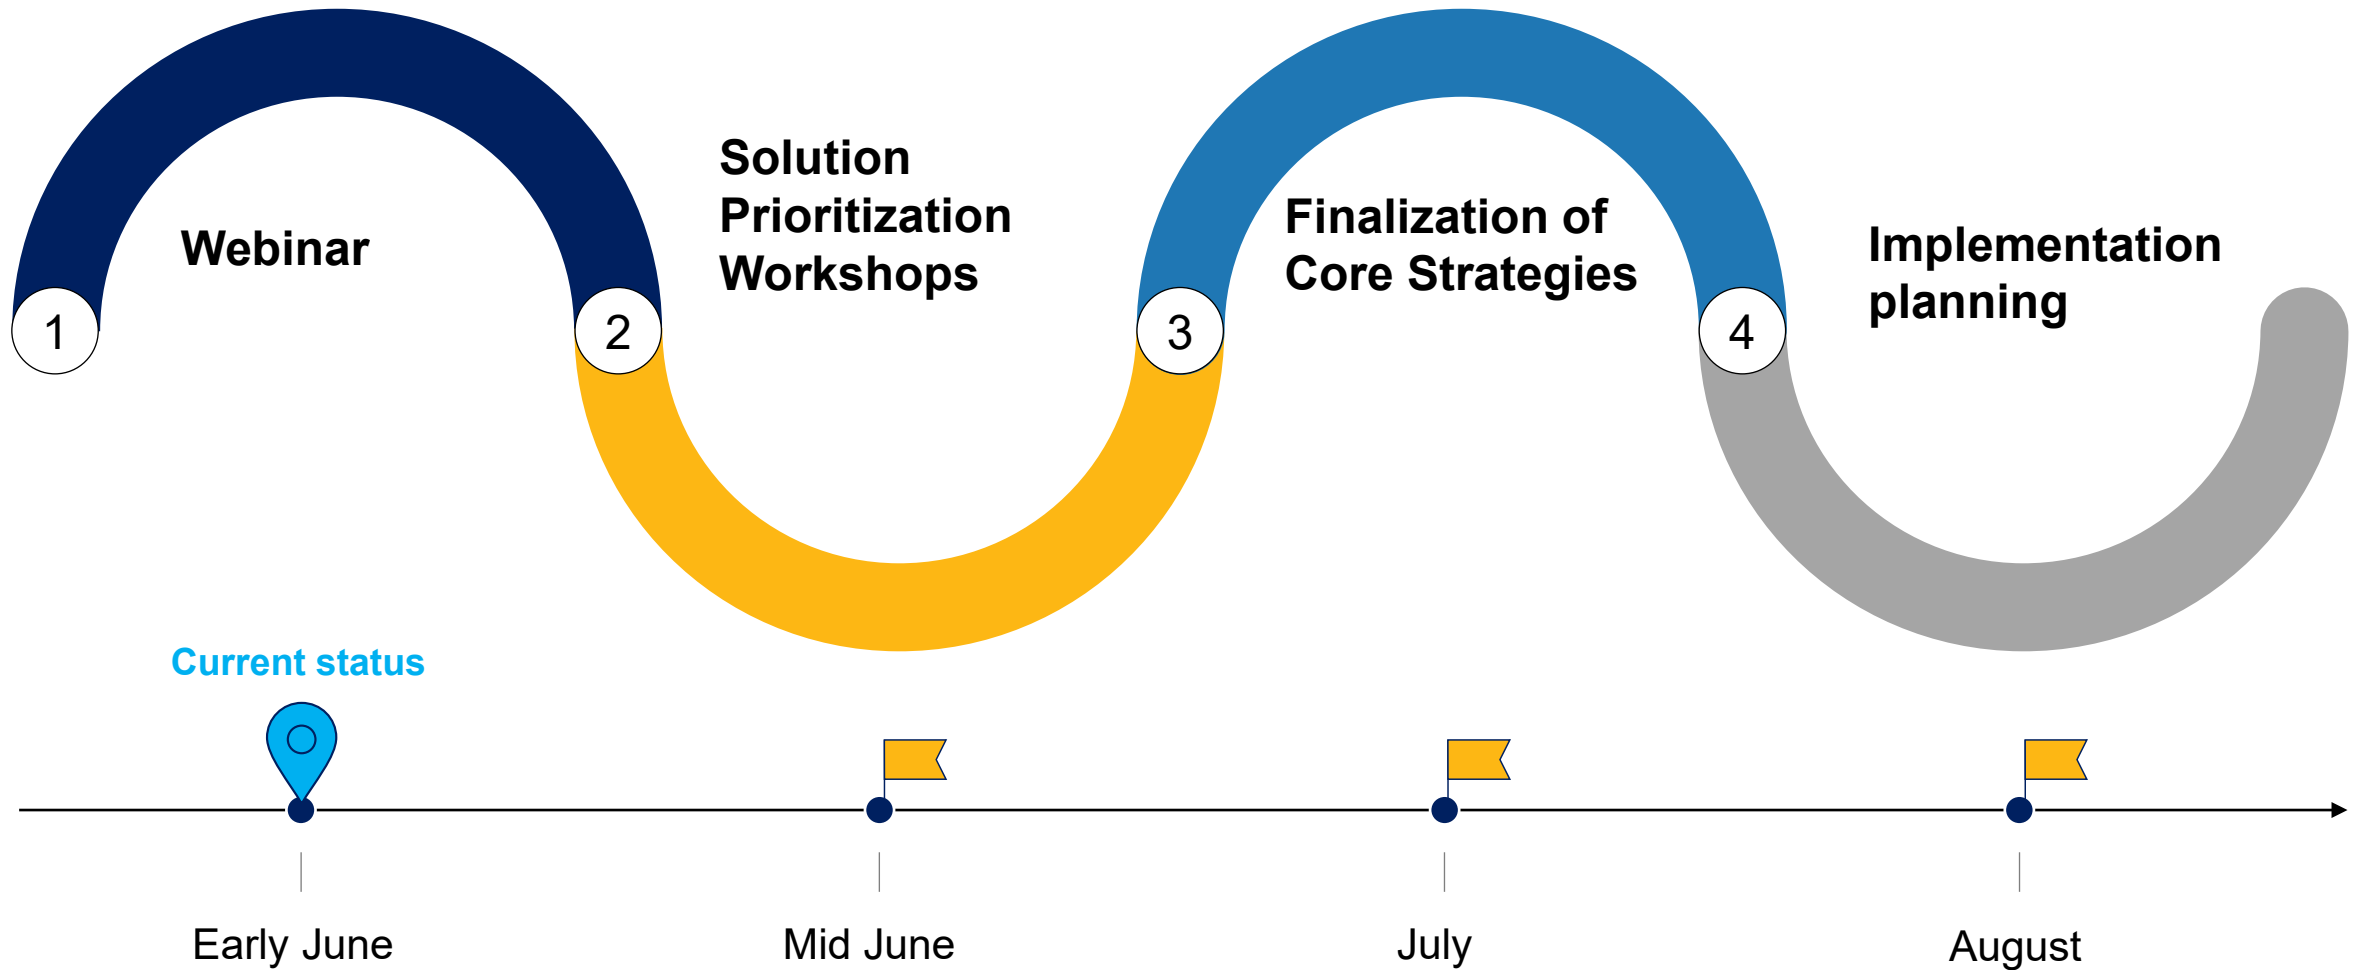 Webinar
Solution
Prioritization
Workshops
Finalization of
Core Strategies
Implementation
planning
1
2
3
4
Current status
Early June
Mid June
July
August